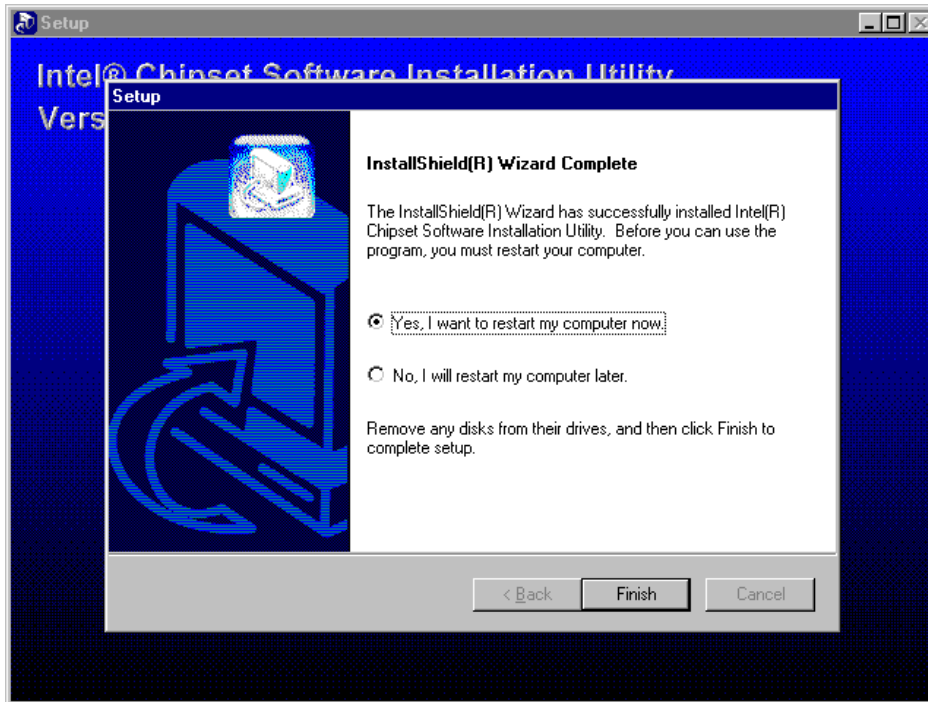 Setup
Intel® Chipset Software Installation Utility
Vers
Setup
InstallShield(R) Wizard Complete
The InstallShield(R) Wizard has successfully installed Intel(R)
Chipset Software Installation Utility. Before you can use the
program, you must restart your computer.
Yes, I want to restart my computer now.
No, I will restart my computer later.
Remove any disks from their drives, and then click Finish to
complete setup.
< Back
Finish
Cancel